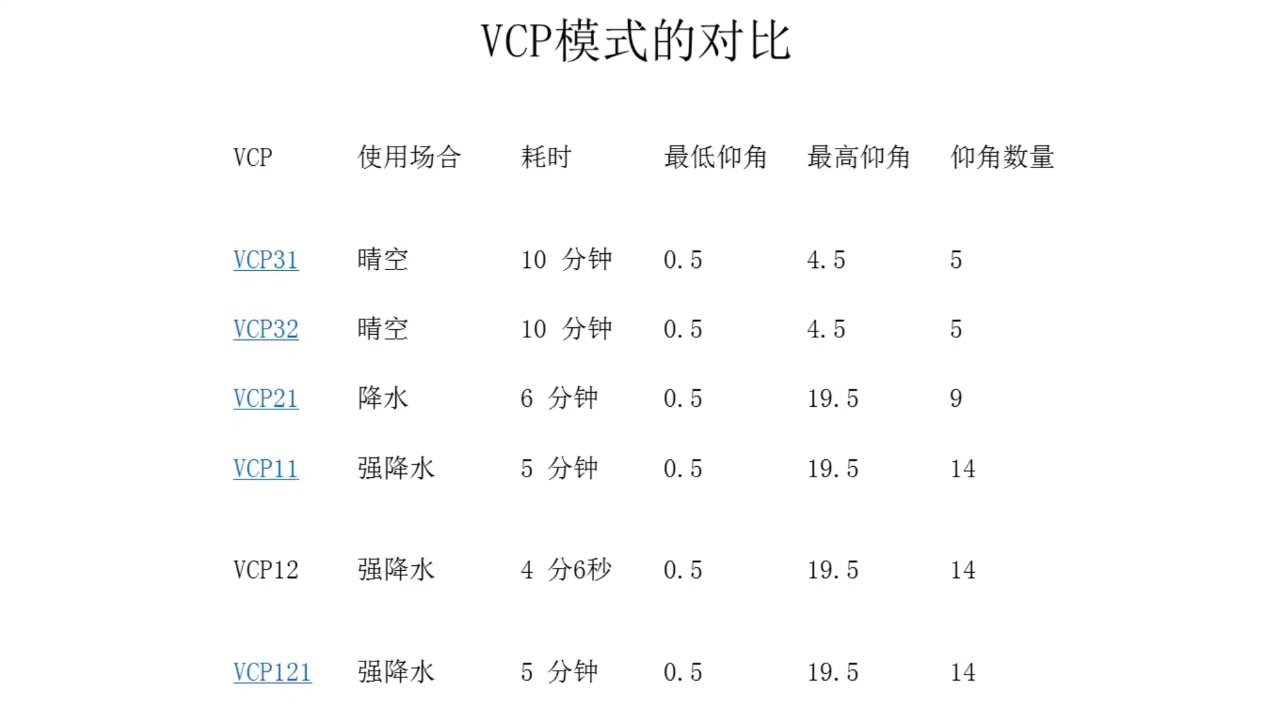 VCP模式的对比
VCP 使用场合 耗时 最低仰角 最高仰角 仰角数量
VCP31 晴空 10 分钟 0.5 4.5 5
VCP32 晴空 10 分钟 0.5 4.5 5
VCP21 降水 6 分钟 0.5 19.5 9
VCP11 强降水 5 分钟 0.5 19.5 14
VCP12 强降水 4 分6秒 0.5 19.5 14
VCP121 强降水 5 分钟 0.5 19.5 14